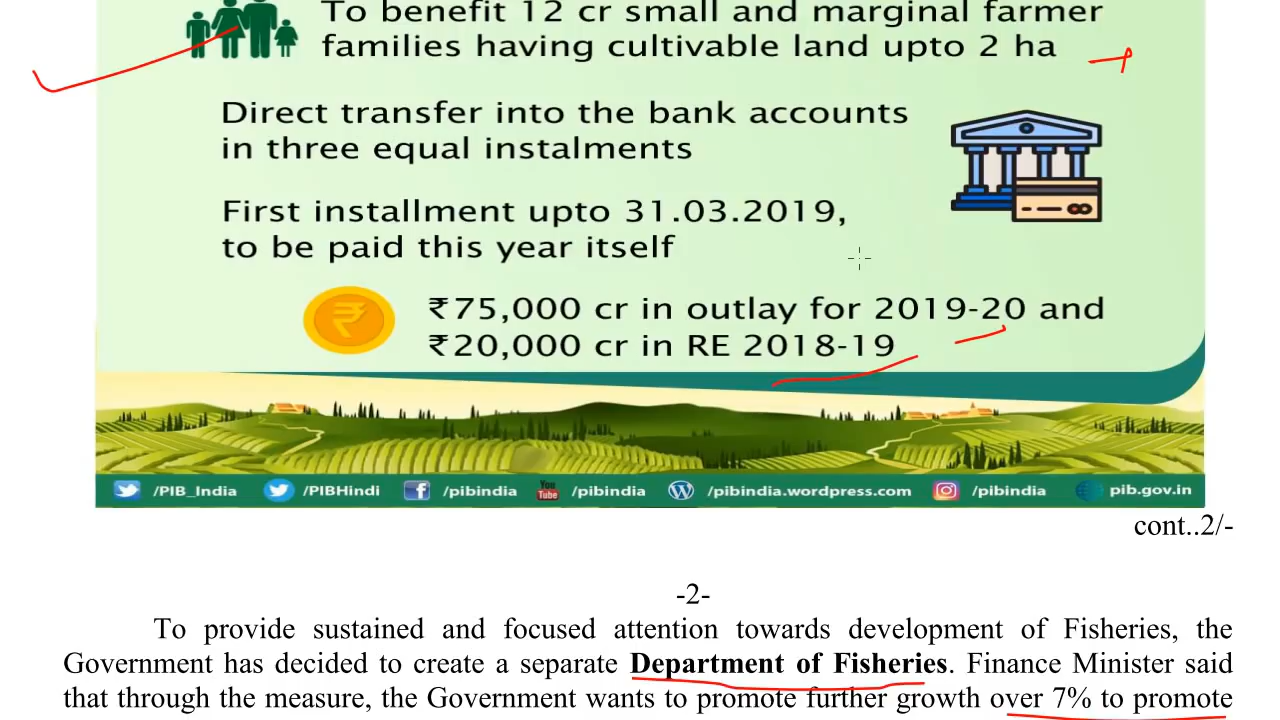 To benefit 12 cr small and marginal farmer
families having cultivable land upto 2 ha
Direct transfer into the bank accounts
in three equal instalments
First installment upto 31.03.2019,
to be paid this year itself
₹75,000 cr in outlay for 2019-20 and
₹20,000 cr in RE 2018-19
/PIB_India /PIBHindi /pibindia You Tube /pibindia /pibindia.wordpress.com /pibindia pib.gov.in
cont..2/-
-2-
To provide sustained and focused attention towards development of Fisheries, the
Government has decided to create a separate Department of Fisheries. Finance Minister said
that through the measure, the Government wants to promote further growth over 7% to promote